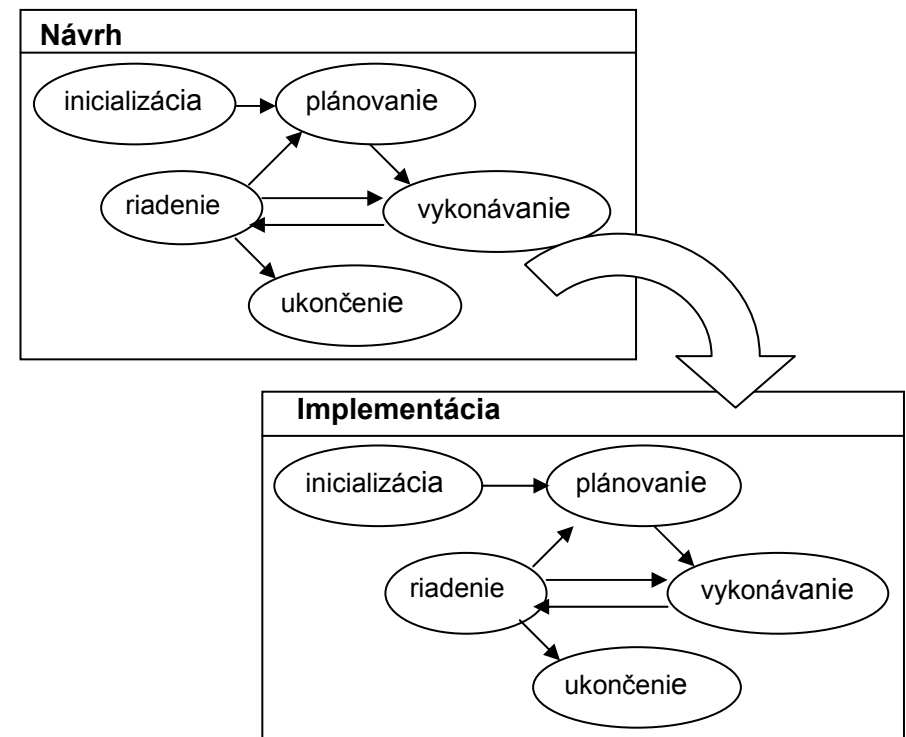 Návrh
inicializácia
plánovanie
riadenie
vykonávanie
ukončenie
Implementácia
inicializácia
plánovanie
riadenie
vykonávanie
ukončenie